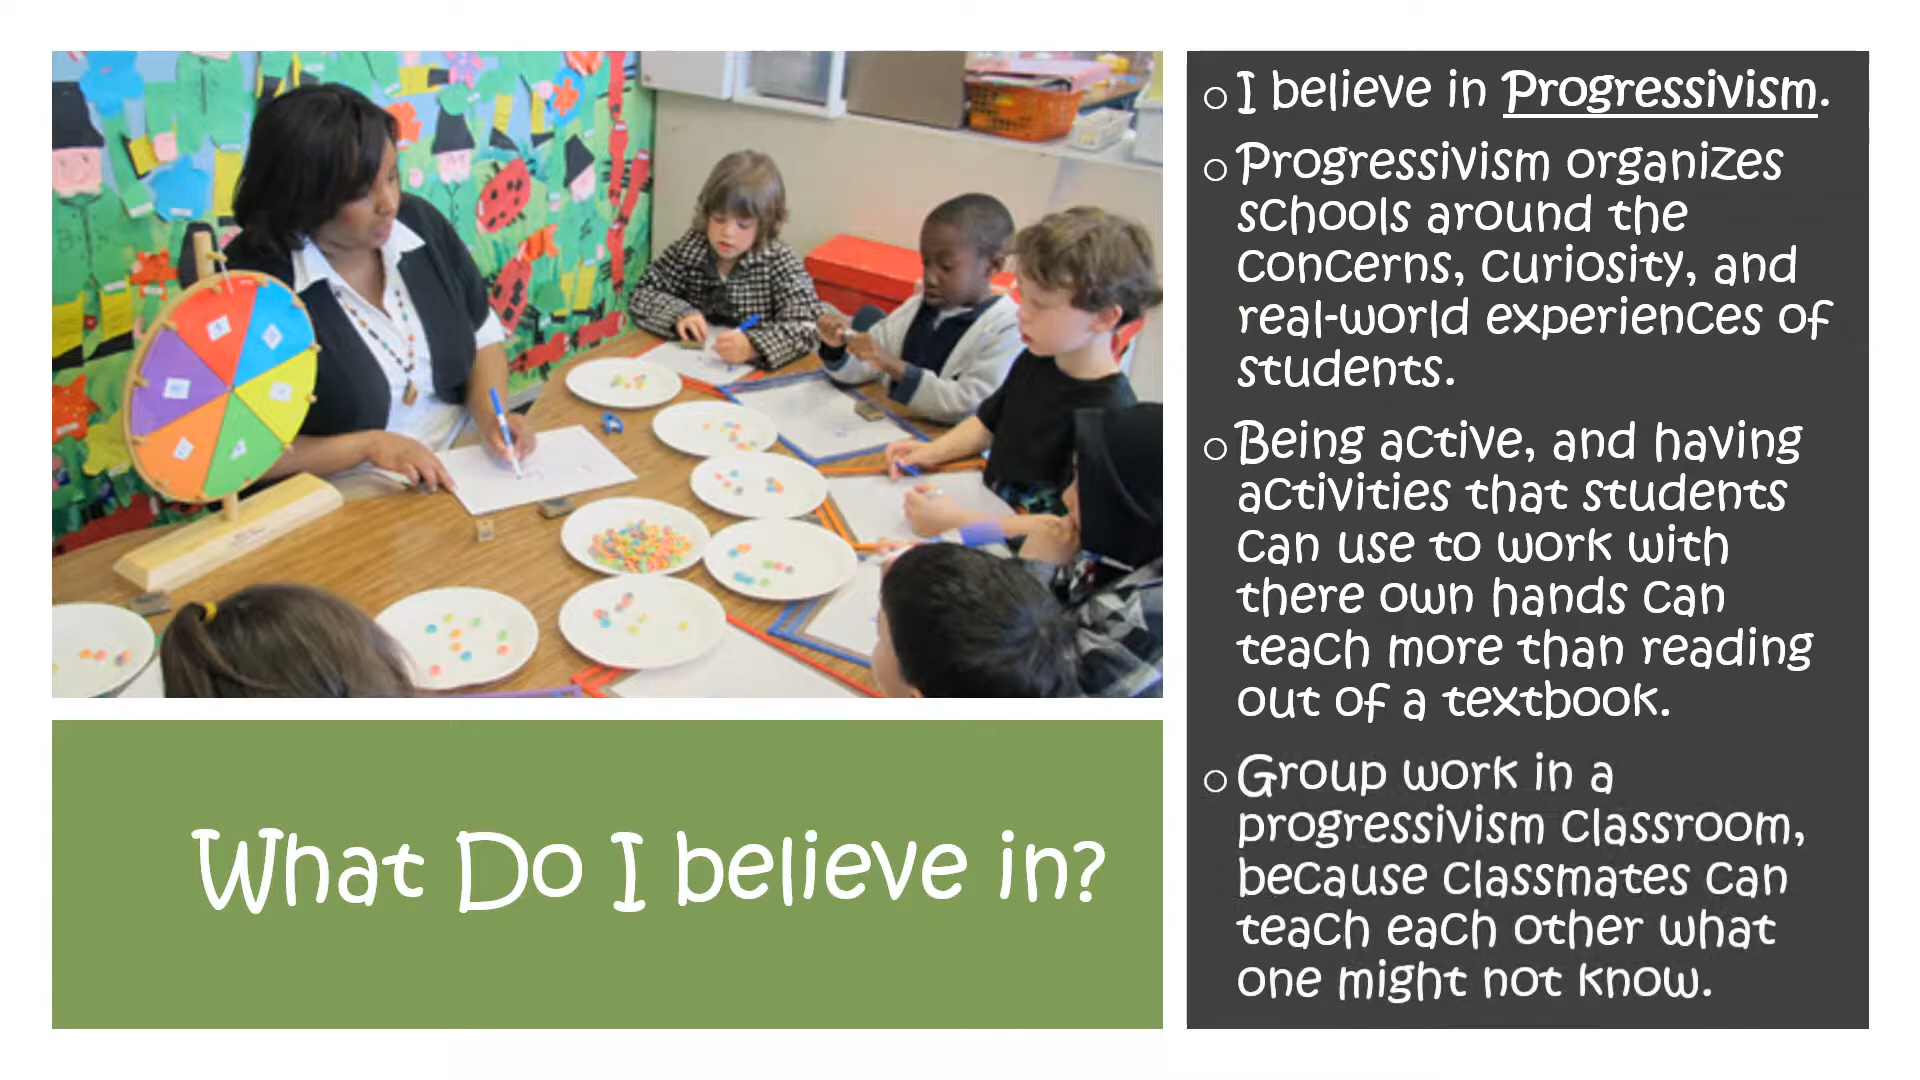 I believe in Progressivism.
Progressivism organizes
schools around the
concerns, curiosity, and
real-world experiences of
students.
Being active, and having
activities that students
can use to work with
there own hands can
teach more than reading
out of a textbook.
Group work in a
progressivism classroom,
because classmates can
teach each other what
one might not know.
What Do I believe in?